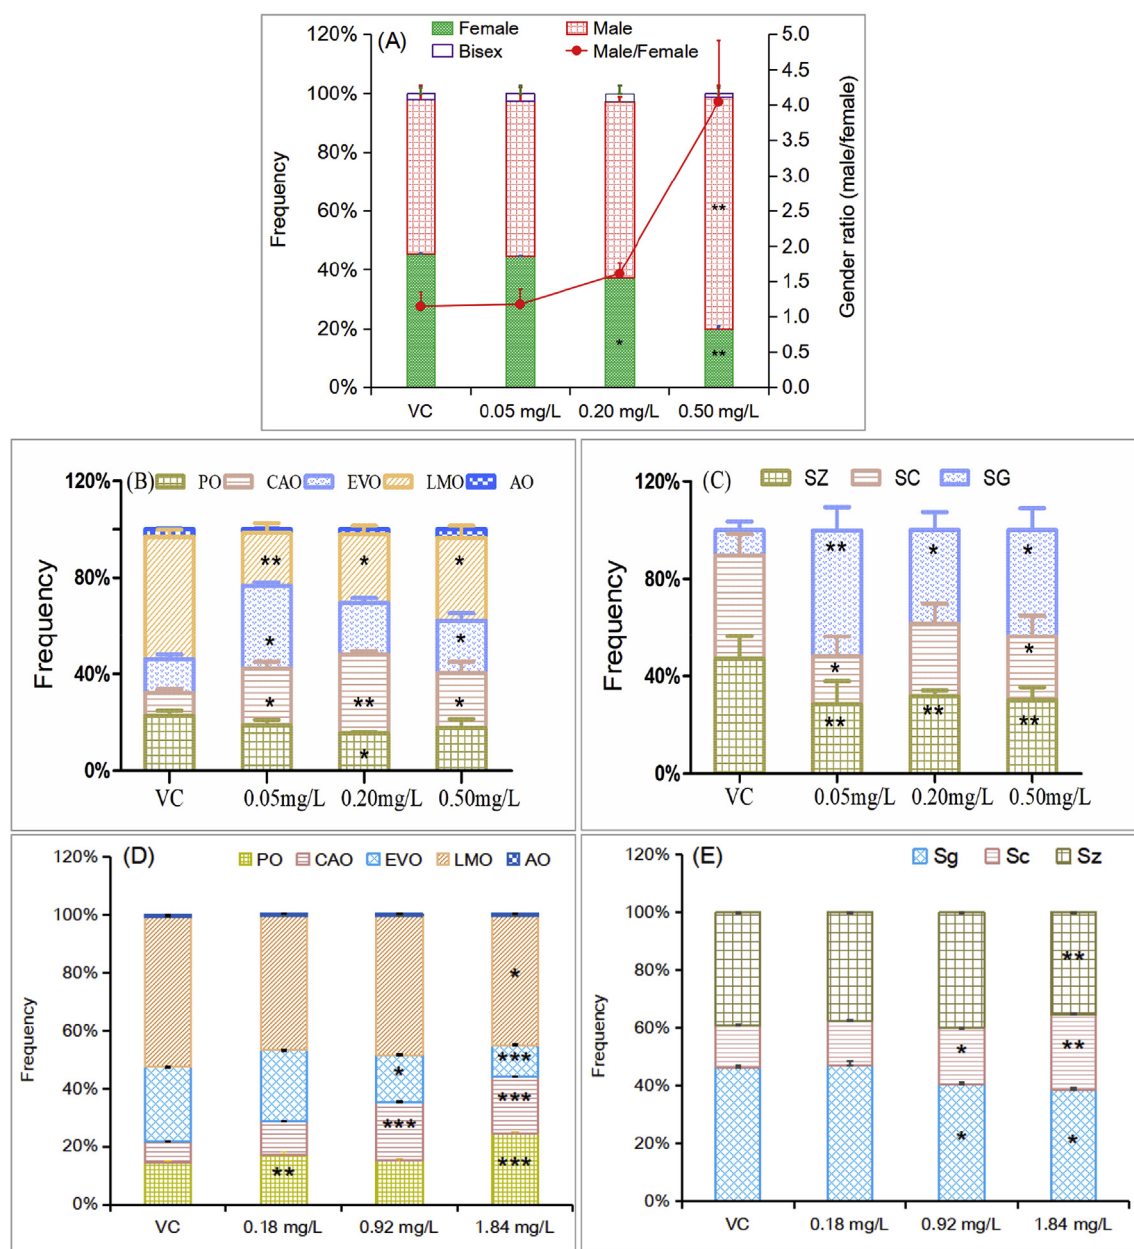 (A)
Female Male
Bisex Male/Female
120%
100%
80%
60%
40%
20%
0%
Frequency
5.0
4.5
4.0
3.5
3.0
2.5
2.0
1.5
1.0
0.5
0.0
Gender ratio (male/female)
**
* **
VC 0.05 mg/L 0.20 mg/L 0.50 mg/L
(B) PO CAO EVO LMO AO
120%
80%
40%
0%
Frequency
** * *
* *
* ** *
*
VC 0.05mg/L 0.20mg/L 0.50mg/L
(C) SZ SC SG
120%
80%
40%
0%
Frequency
** * *
* *
** ** **
VC 0.05mg/L 0.20mg/L 0.50mg/L
(D) PO CAO EVO LMO AO
120%
100%
80%
60%
40%
20%
0%
Frequency
*
* ***
*** ***
** ***
VC 0.18 mg/L 0.92 mg/L 1.84 mg/L
(E) Sg Sc Sz
120%
100%
80%
60%
40%
20%
0%
Frequency
**
* **
* *
VC 0.18 mg/L 0.92 mg/L 1.84 mg/L